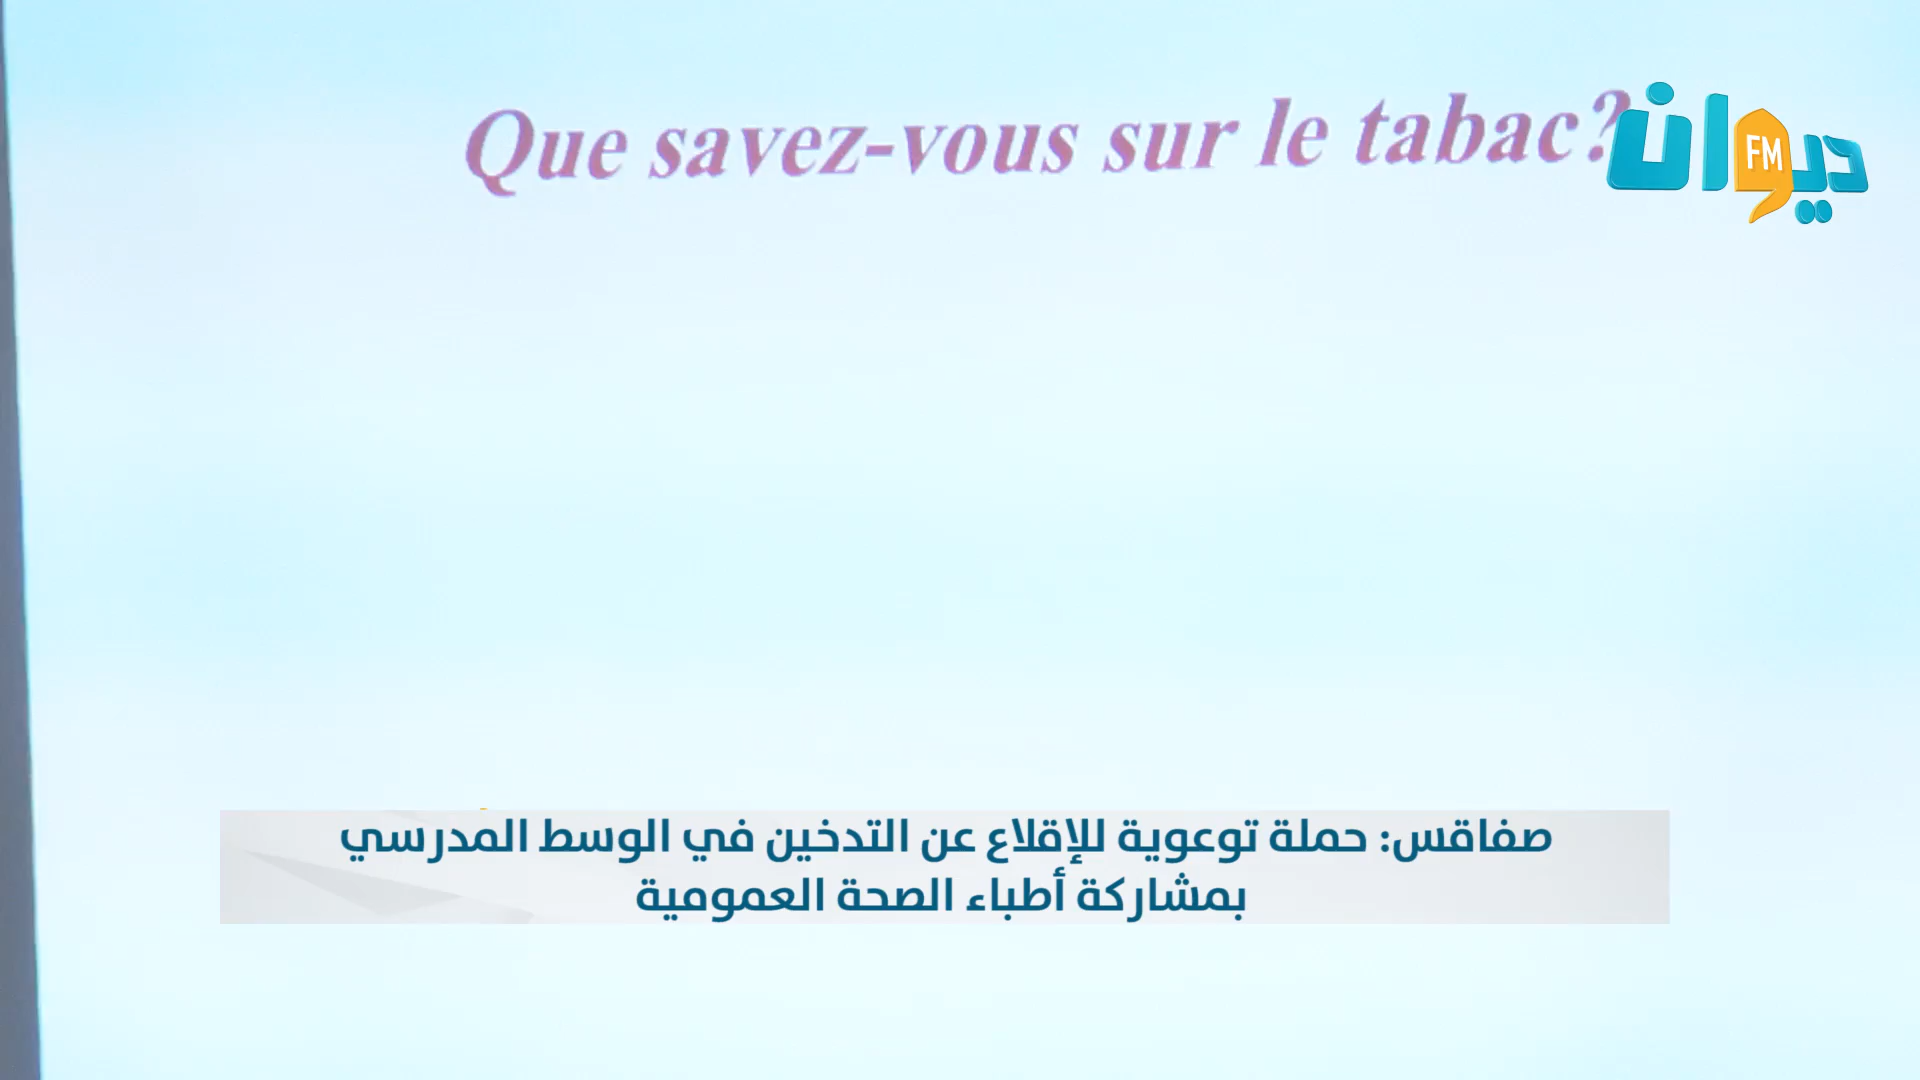 Que savez-vous sur le tabac?
ديوان FM
صفاقس: حملة توعوية للإقلاع عن التدخين في الوسط المدرسي
بمشاركة أطباء الصحة العمومية